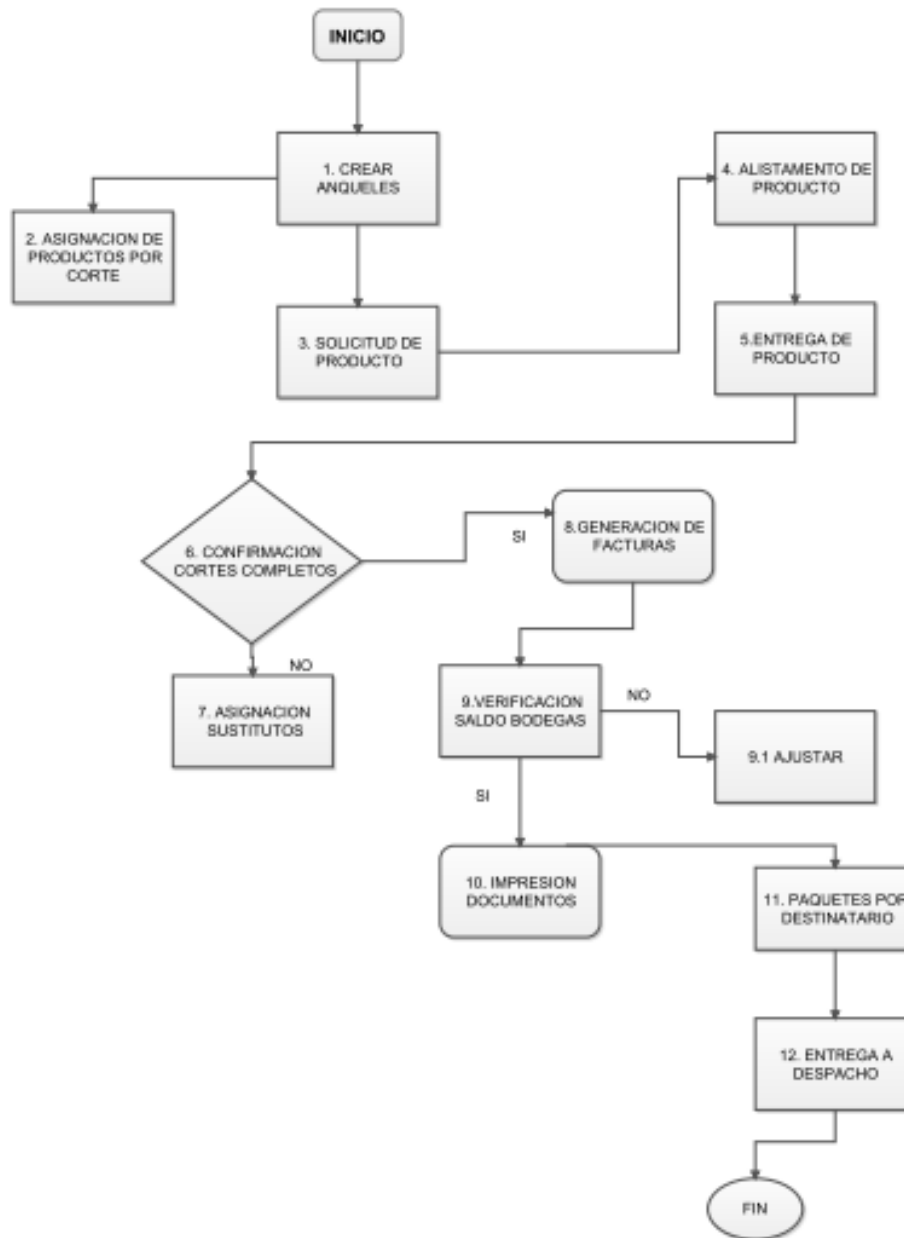 INICIO
1. CREAR
ANQUELES
2. ASIGNACION DE
PRODUCTOS POR
CORTE
3. SOLICITUD DE
PRODUCTO
4. ALISTAMENTO DE
PRODUCTO
5.ENTREGA DE
PRODUCTO
6. CONFIRMACION
CORTES COMPLETOS
SI
NO
7. ASIGNACION
SUSTITUTOS
8.GENERACION DE
FACTURAS
9.VERIFICACION
SALDO BODEGAS
NO
9.1 AJUSTAR
SI
10. IMPRESION
DOCUMENTOS
11. PAQUETES POR
DESTINATARIO
12. ENTREGA A
DESPACHO
FIN